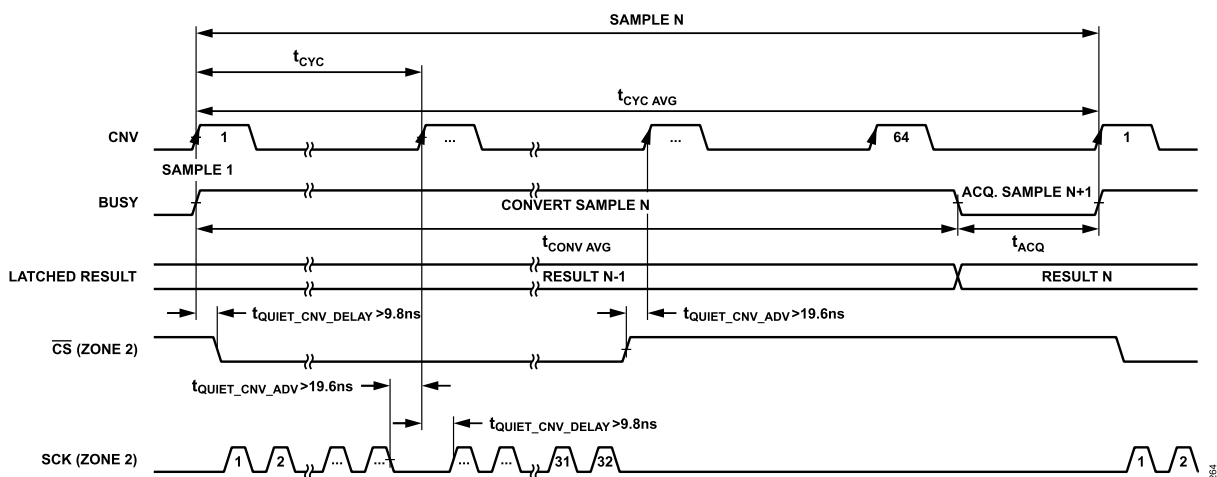 SAMPLE N
tCYC
tCYC AVG
CNV
1
...
...
64
1
SAMPLE 1
BUSY
CONVERT SAMPLE N
ACQ. SAMPLE N+1
tCONV AVG
tACQ
LATCHED RESULT
RESULT N-1
RESULT N
tQUIET_CNV_DELAY>9.8ns
tQUIET_CNV_ADV>19.6ns
CS (ZONE 2)
tQUIET_CNV_ADV>19.6ns
tQUIET_CNV_DELAY>9.8ns
SCK (ZONE 2)
1 2 ... ... ... ... 31 32 1 2
264